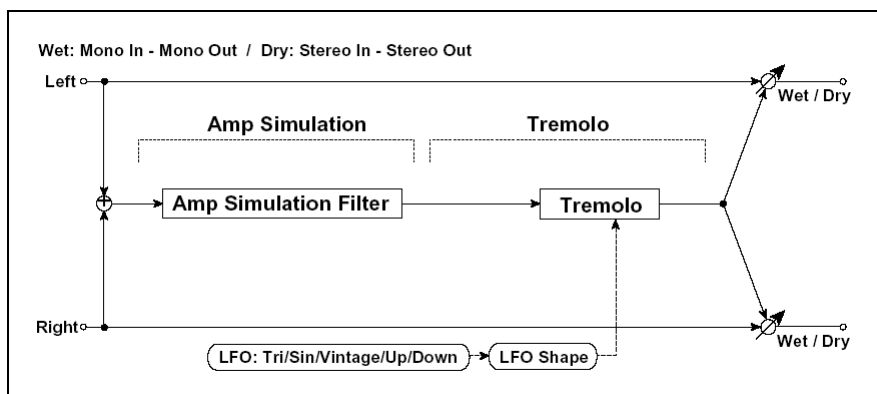 Wet: Mono In - Mono Out / Dry: Stereo In - Stereo Out
Left
Wet / Dry
Amp Simulation
Tremolo
Amp Simulation Filter
Tremolo
Right
Wet / Dry
LFO: Tri/Sin/Vintage/Up/Down
LFO Shape